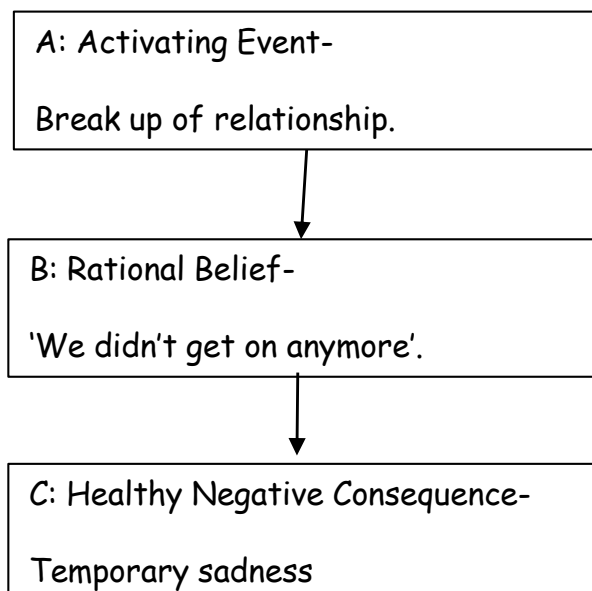 A: Activating Event-
Break up of relationship.
B: Rational Belief-
‘We didn’t get on anymore’.
C: Healthy Negative Consequence-
Temporary sadness